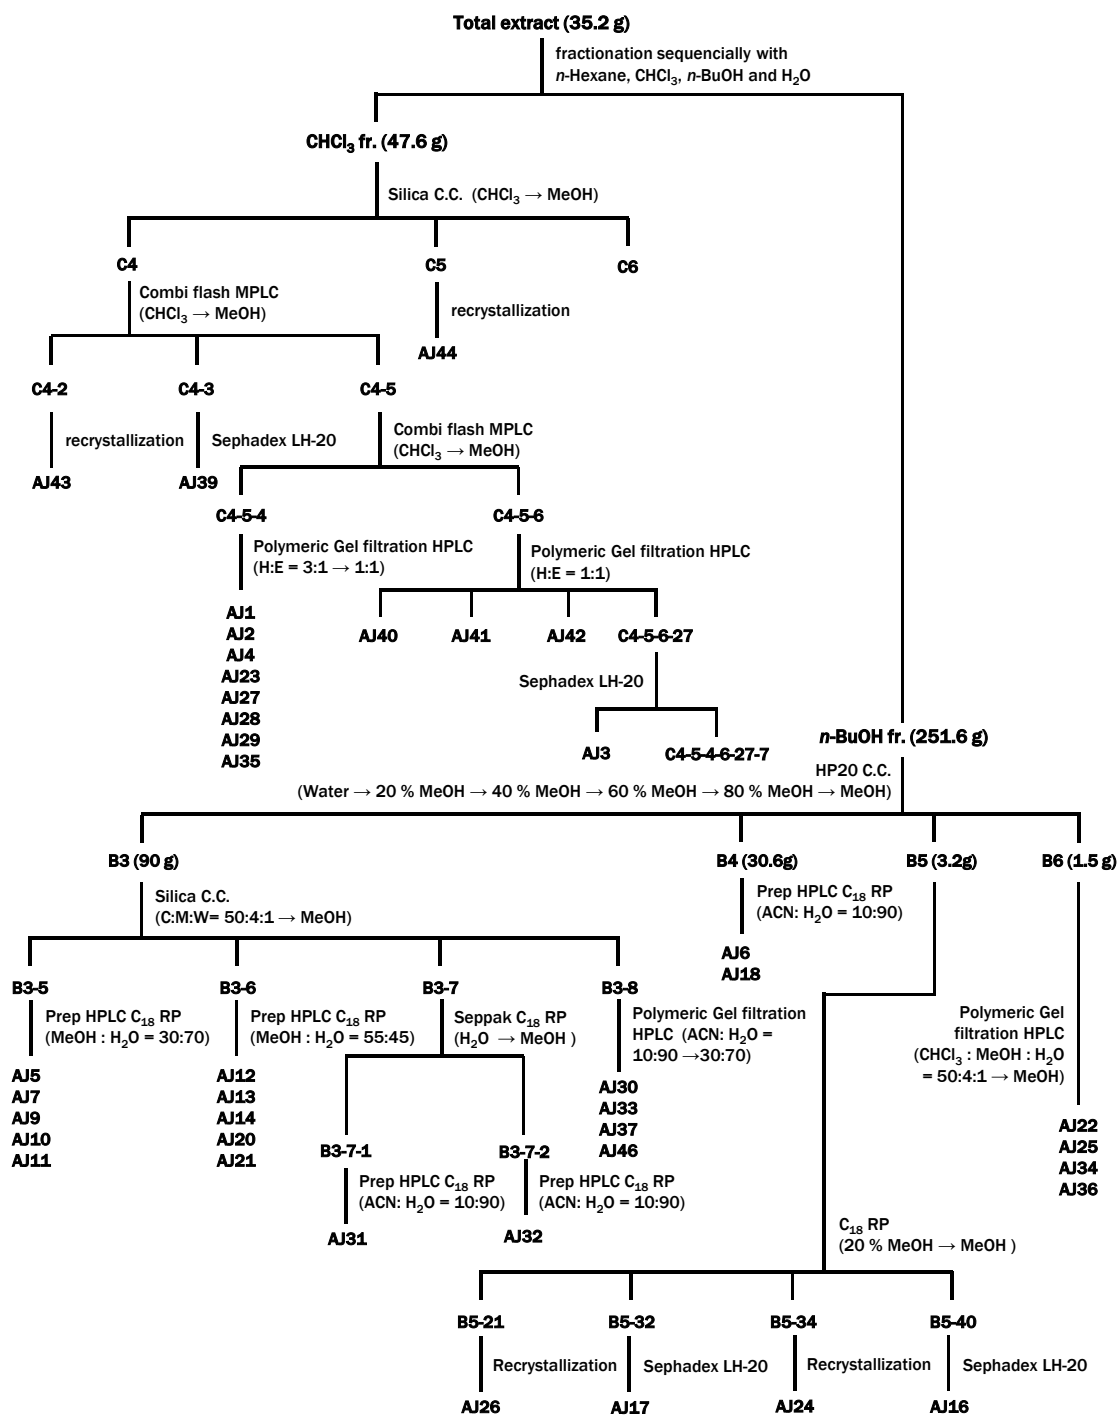 Total extract (35.2 g)
fractionation sequencially with
n-Hexane, CHCl₃, n-BuOH and H₂O
CHCl₃ fr. (47.6 g)
Silica C.C. (CHCl₃ → MeOH)
C4
C5
C6
Combi flash MPLC
(CHCl₃ → MeOH)
recrystallization
AJ44
C4-2
C4-3
C4-5
recrystallization
Sephadex LH-20
Combi flash MPLC
(CHCl₃ → MeOH)
AJ43
AJ39
C4-5-4
C4-5-6
Polymeric Gel filtration HPLC
(H:E = 3:1 → 1:1)
Polymeric Gel filtration HPLC
(H:E = 1:1)
AJ1
AJ2
AJ4
AJ23
AJ27
AJ28
AJ29
AJ35
AJ40
AJ41
AJ42
C4-5-6-27
Sephadex LH-20
AJ3
C4-5-4-6-27-7
n-BuOH fr. (251.6 g)
HP20 C.C.
(Water → 20 % MeOH → 40 % MeOH → 60 % MeOH → 80 % MeOH → MeOH)
B3 (90 g)
B4 (30.6g)
B5 (3.2g)
B6 (1.5 g)
Silica C.C.
(C:M:W= 50:4:1 → MeOH)
Prep HPLC C₁₈ RP
(ACN: H₂O = 10:90)
AJ6
AJ18
B3-5
B3-6
B3-7
B3-8
Prep HPLC C₁₈ RP
(MeOH : H₂O = 30:70)
Prep HPLC C₁₈ RP
(MeOH : H₂O = 55:45)
Seppak C₁₈ RP
(H₂O → MeOH )
Polymeric Gel filtration
HPLC (ACN: H₂O =
10:90 →30:70)
Polymeric Gel
filtration HPLC
(CHCl₃ : MeOH : H₂O
= 50:4:1 → MeOH)
AJ5
AJ7
AJ9
AJ10
AJ11
AJ12
AJ13
AJ14
AJ20
AJ21
AJ30
AJ33
AJ37
AJ46
AJ22
AJ25
AJ34
AJ36
B3-7-1
B3-7-2
Prep HPLC C₁₈ RP
(ACN: H₂O = 10:90)
Prep HPLC C₁₈ RP
(ACN: H₂O = 10:90)
AJ31
AJ32
C₁₈ RP
(20 % MeOH → MeOH )
B5-21
B5-32
B5-34
B5-40
Recrystallization
Sephadex LH-20
Recrystallization
Sephadex LH-20
AJ26
AJ17
AJ24
AJ16